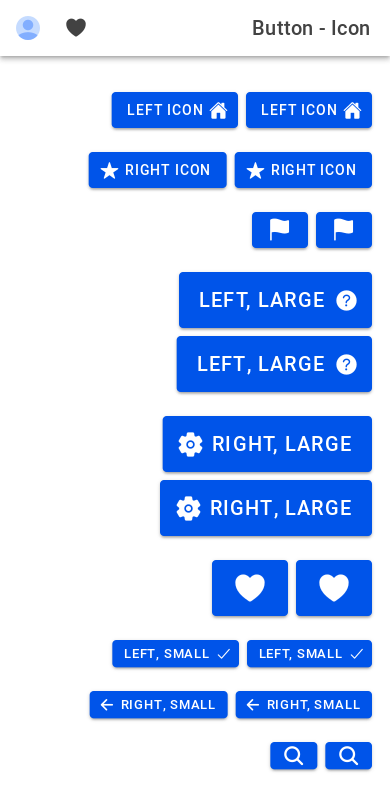 Button - Icon
LEFT ICON LEFT ICON
RIGHT ICON RIGHT ICON
LEFT, LARGE
LEFT, LARGE
RIGHT, LARGE
RIGHT, LARGE
LEFT, SMALL LEFT, SMALL
RIGHT, SMALL RIGHT, SMALL